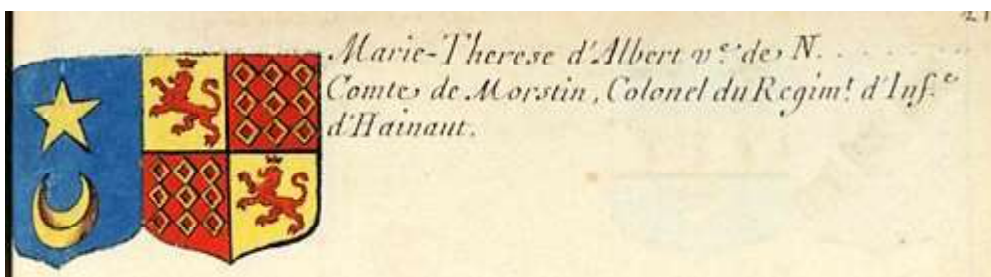 Marie-Therese d'Albert v.e de N. . . . . . .
Comte de Morstin, Colonel du Regim.t d'Inf.e
d'Hainaut.